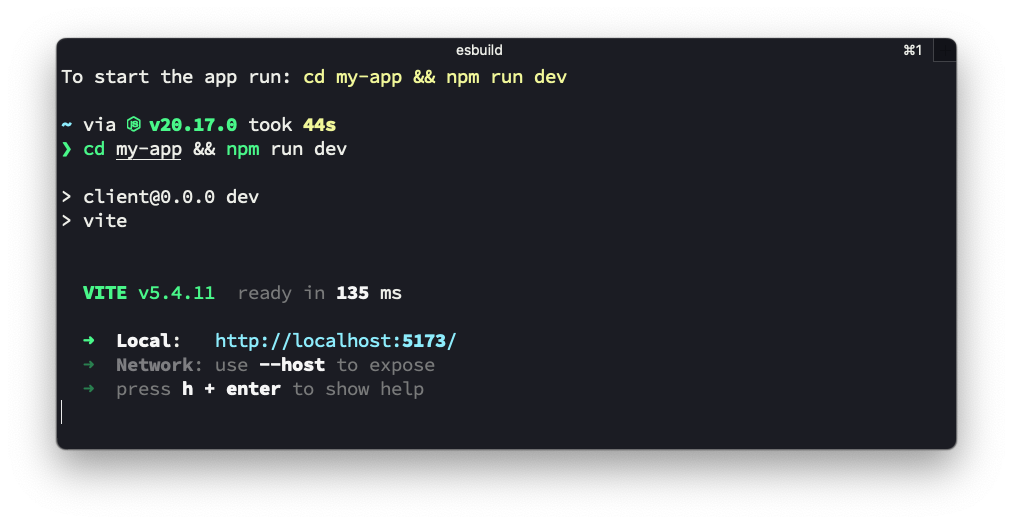 esbuild ⌘1
To start the app run: cd my-app && npm run dev
~ via v20.17.0 took 44s
❯ cd my-app && npm run dev
> client@0.0.0 dev
> vite
VITE v5.4.11 ready in 135 ms
➜ Local: http://localhost:5173/
➜ Network: use --host to expose
➜ press h + enter to show help